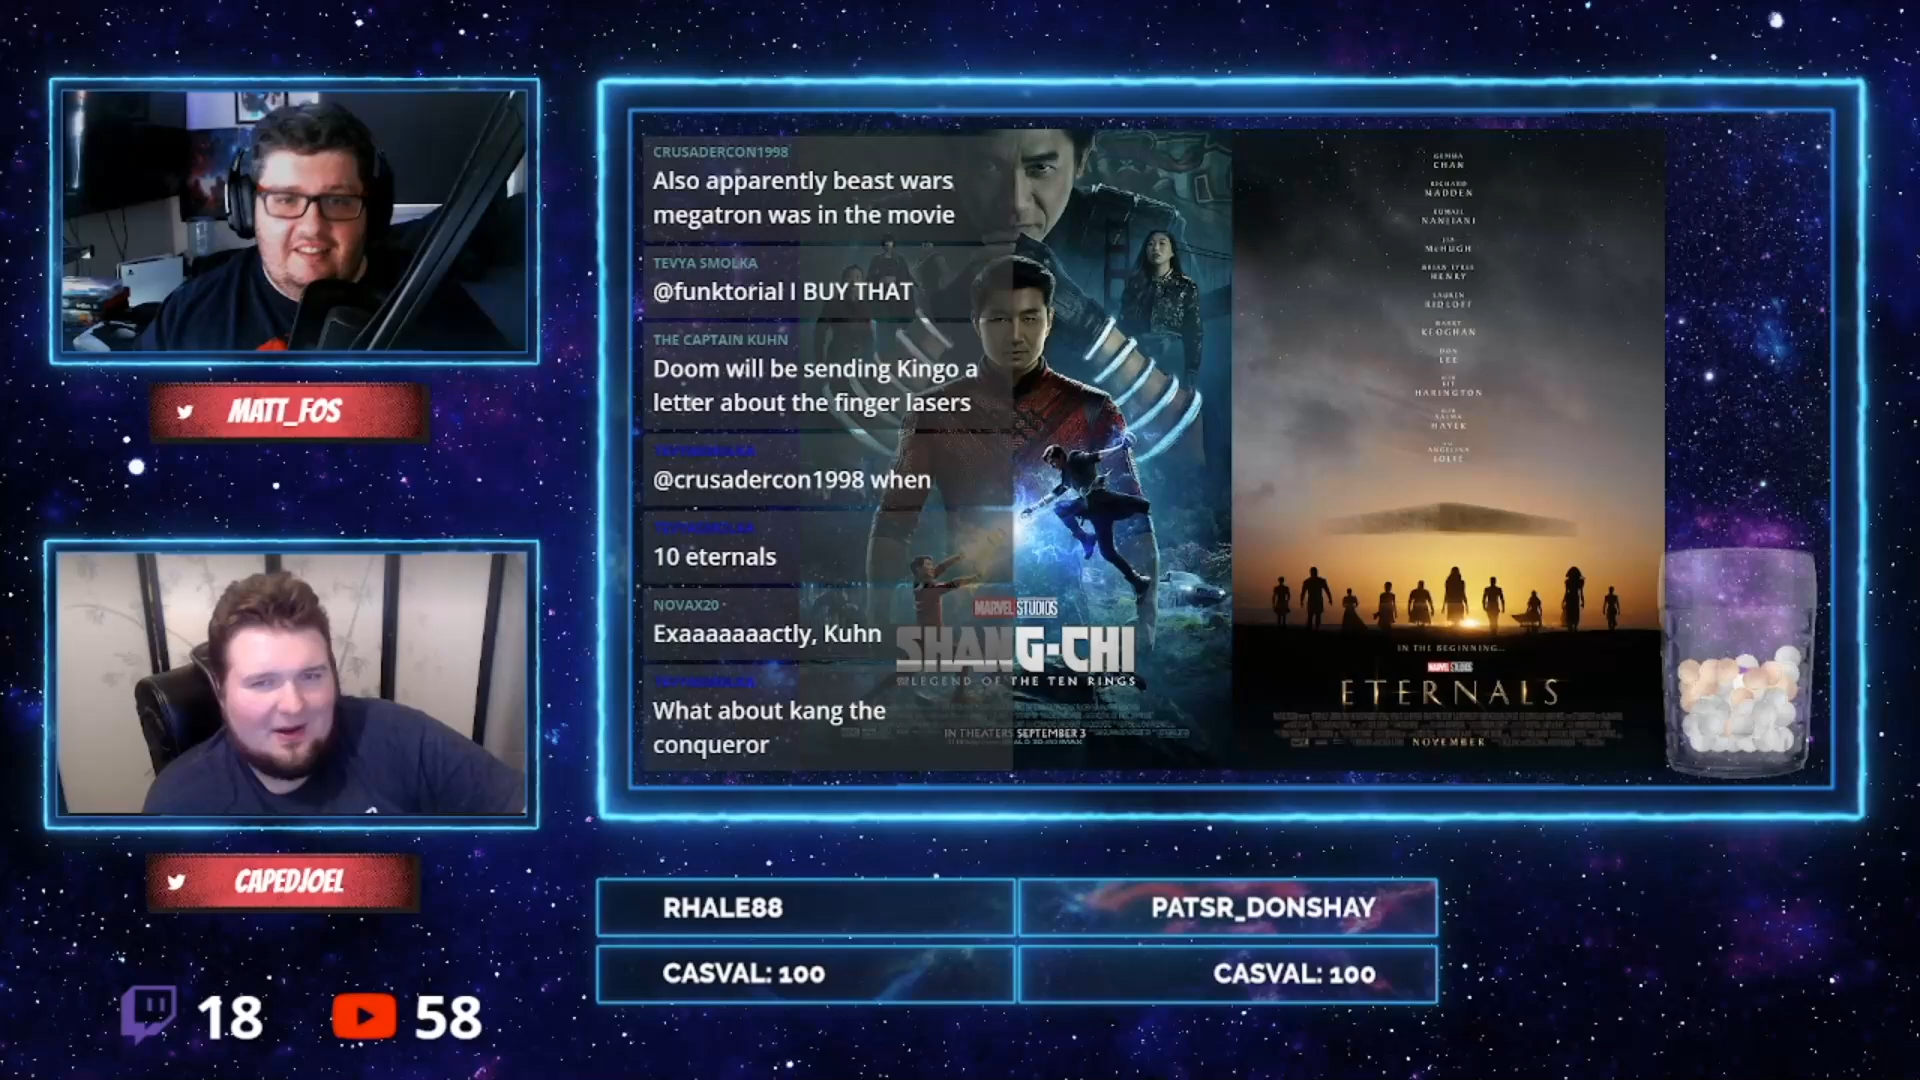 CRUSADERCON1998
Also apparently beast wars
megatron was in the movie
TEVYA SMOLKA
@funktorial I BUY THAT
THE CAPTAIN KUHN
Doom will be sending Kingo a
letter about the finger lasers
@crusadercon1998 when
10 eternals
NOVAX20
Exaaaaaaactly, Kuhn
What about kang the
conqueror
MARVEL STUDIOS
SHANG-CHI
LEGEND OF THE TEN RINGS
IN THEATERS SEPTEMBER 3
GEMMA
CHAN
RICHARD
MADDEN
KUMAIL
NANJIANI
LIA
McHUGH
BRIAN TYREE
HENRY
LAUREN
RIDLOFF
BARRY
KEOGHAN
DON
LEE
KIT
HARINGTON
SALMA
HAYEK
ANGELINA
JOLIE
IN THE BEGINNING...
MARVEL STUDIOS
ETERNALS
NOVEMBER
MATT_FOS
CAPEDJOEL
18
58
RHALE88
PATSR_DONSHAY
CASVAL: 100
CASVAL: 100